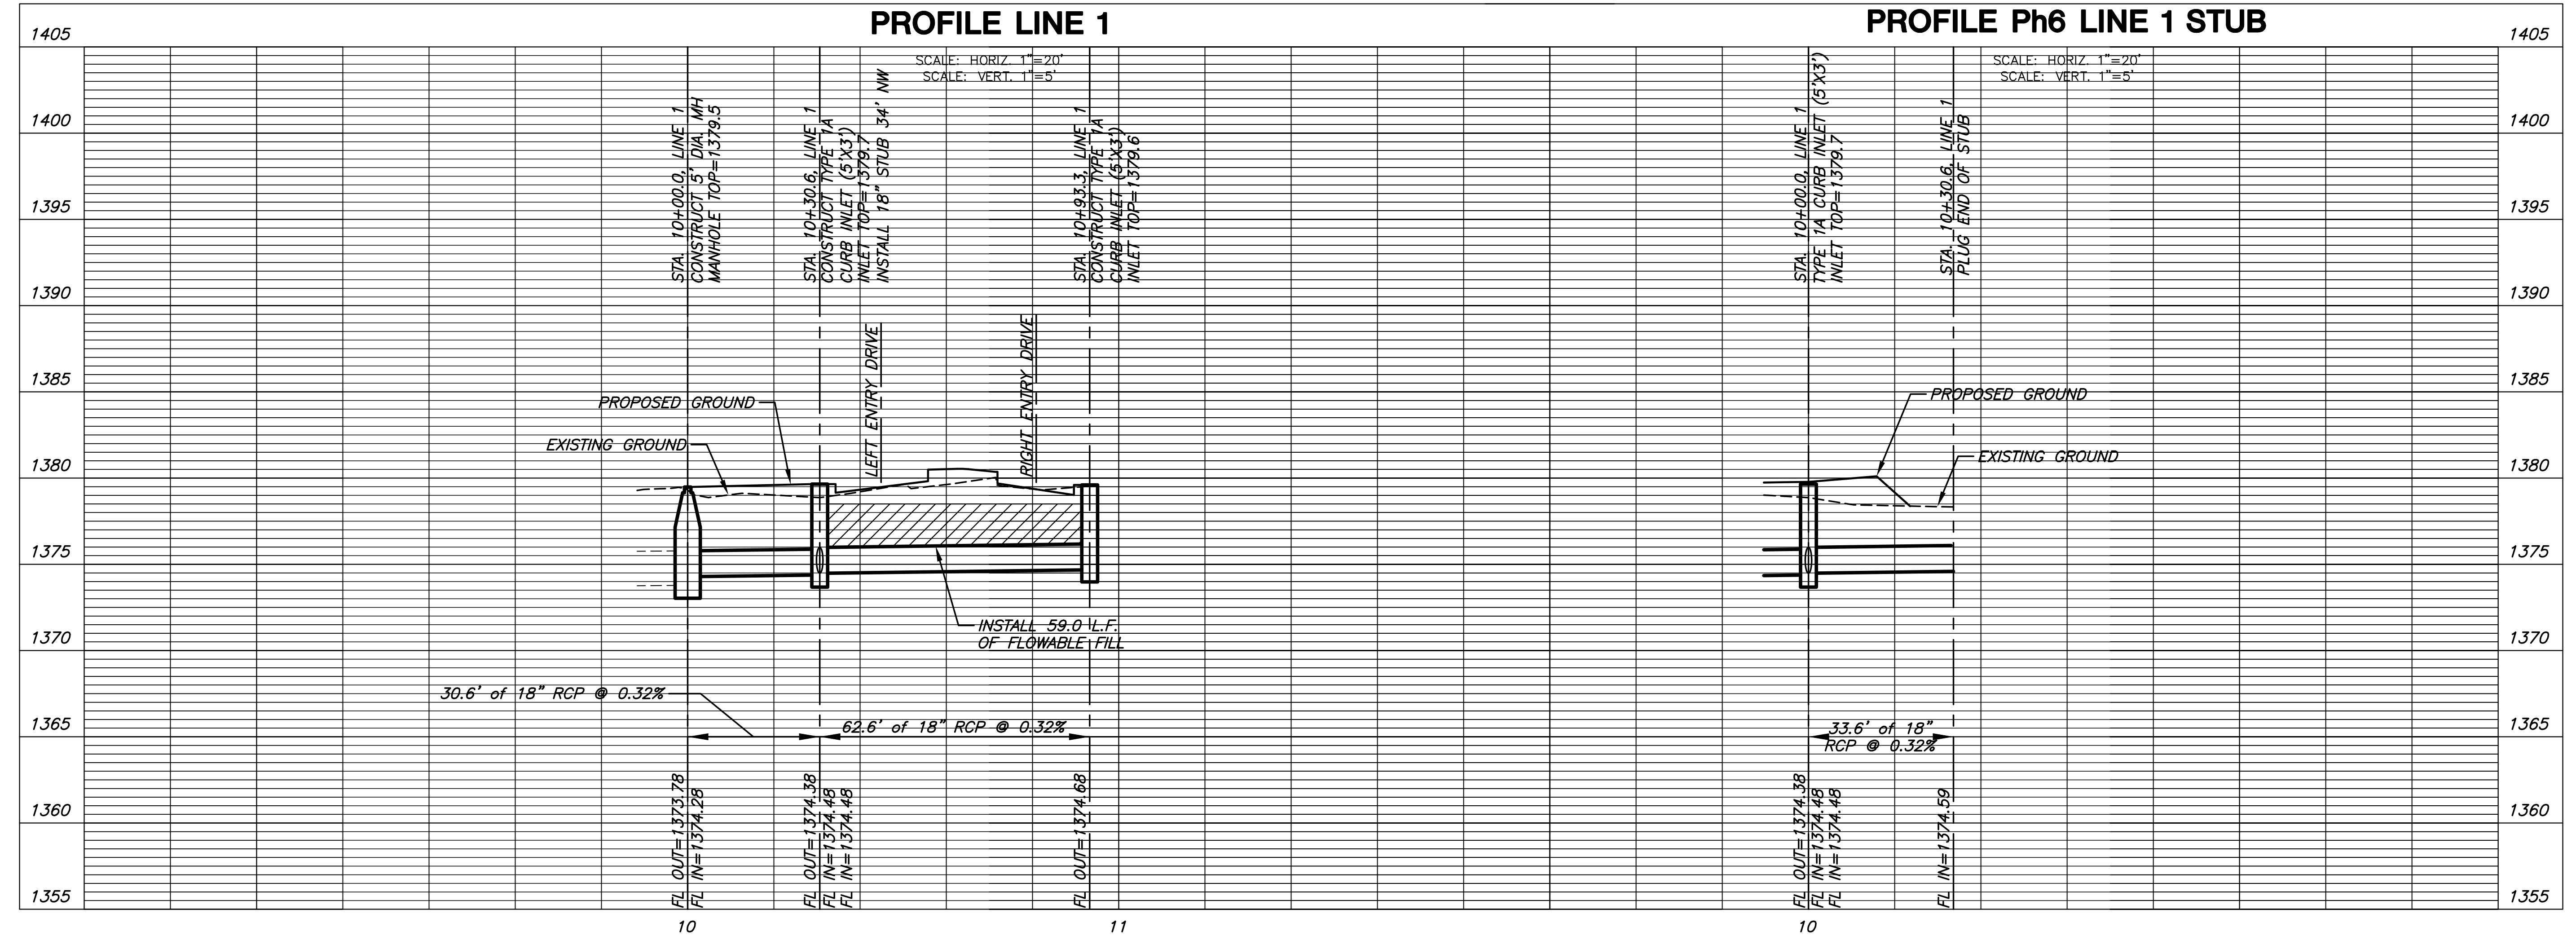 PROFILE LINE 1
SCALE: HORIZ. 1"=20'
SCALE: VERT. 1"=5'
PROFILE Ph6 LINE 1 STUB
SCALE: HORIZ. 1"=20'
SCALE: VERT. 1"=5'
1405
1400
1395
1390
1385
1380
1375
1370
1365
1360
1355
STA. 10+00.0, LINE 1
CONSTRUCT 5' DIA. MH
MANHOLE TOP=1379.5
STA. 10+30.6, LINE 1
CONSTRUCT TYPE 1A
CURB INLET (5'X3')
INLET TOP=1379.7
INSTALL 18" STUB 34' NW
STA. 10+93.3, LINE 1
CONSTRUCT TYPE 1A
CURB INLET (5'X3')
INLET TOP=1379.6
LEFT ENTRY DRIVE
RIGHT ENTRY DRIVE
PROPOSED GROUND
EXISTING GROUND
INSTALL 59.0 L.F.
OF FLOWABLE FILL
30.6' of 18" RCP @ 0.32%
62.6' of 18" RCP @ 0.32%
FL OUT=1373.78
FL IN=1374.28
FL OUT=1374.38
FL IN=1374.48
FL IN=1374.48
FL OUT=1374.68
10
11
STA. 10+00.0, LINE 1
TYPE 1A CURB INLET (5'X3')
INLET TOP=1379.7
STA. 10+30.6, LINE 1
PLUG END OF STUB
PROPOSED GROUND
EXISTING GROUND
33.6' of 18"
RCP @ 0.32%
FL OUT=1374.38
FL IN=1374.48
FL IN=1374.48
FL IN=1374.59
10
1405
1400
1395
1390
1385
1380
1375
1370
1365
1360
1355